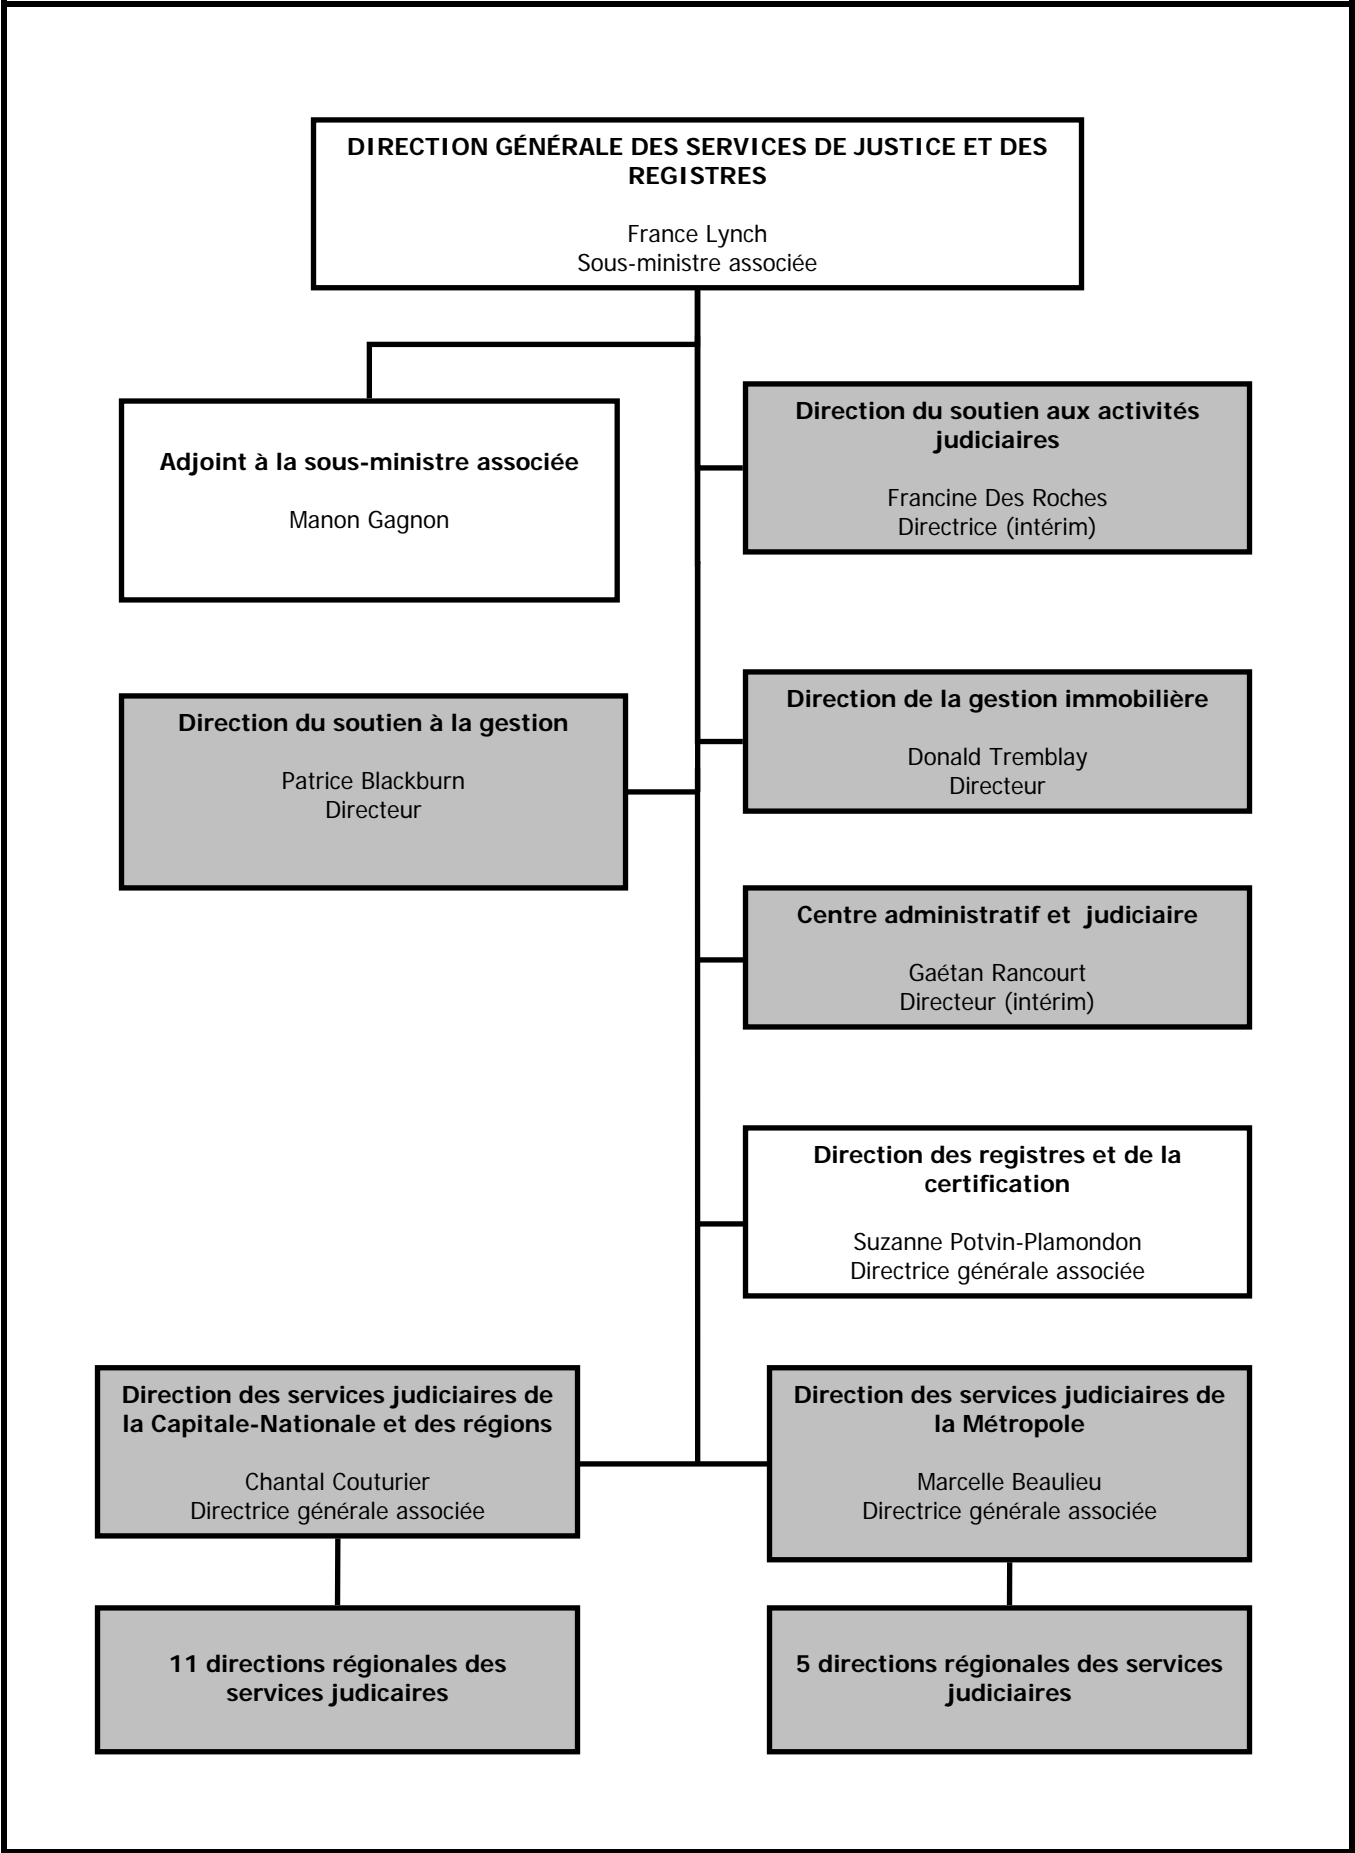 DIRECTION GÉNÉRALE DES SERVICES DE JUSTICE ET DES
REGISTRES
France Lynch
Sous-ministre associée
Adjoint à la sous-ministre associée
Manon Gagnon
Direction du soutien aux activités
judiciaires
Francine Des Roches
Directrice (intérim)
Direction du soutien à la gestion
Patrice Blackburn
Directeur
Direction de la gestion immobilière
Donald Tremblay
Directeur
Centre administratif et judiciaire
Gaétan Rancourt
Directeur (intérim)
Direction des registres et de la
certification
Suzanne Potvin-Plamondon
Directrice générale associée
Direction des services judiciaires de
la Capitale-Nationale et des régions
Chantal Couturier
Directrice générale associée
Direction des services judiciaires de
la Métropole
Marcelle Beaulieu
Directrice générale associée
11 directions régionales des
services judicaires
5 directions régionales des services
judiciaires